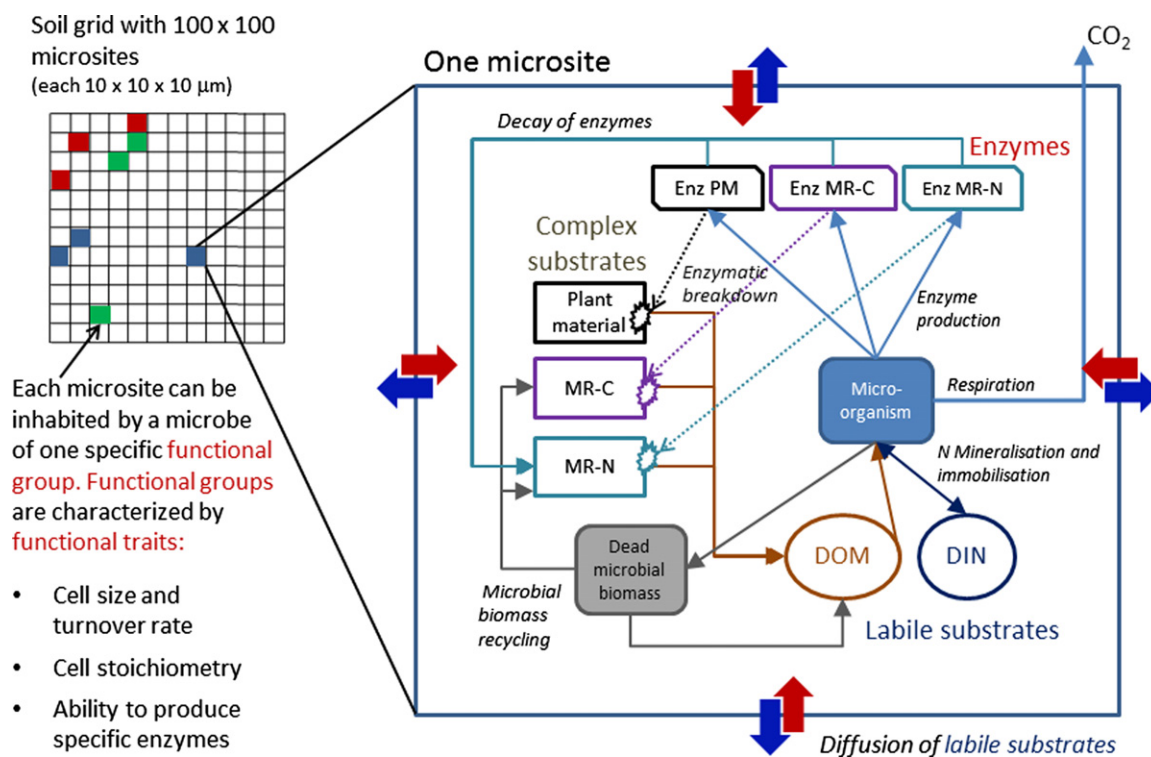 Soil grid with 100 x 100
microsites
(each 10 x 10 x 10 µm)
Each microsite can be
inhabited by a microbe
of one specific functional
group. Functional groups
are characterized by
functional traits:
• Cell size and
turnover rate
• Cell stoichiometry
• Ability to produce
specific enzymes
One microsite
CO₂
Decay of enzymes
Enzymes
Enz PM
Enz MR-C
Enz MR-N
Complex
substrates
Enzymatic
breakdown
Plant
material
Enzyme
production
MR-C
Micro-
organism
Respiration
MR-N
N Mineralisation and
immobilisation
Dead
microbial
biomass
DOM
DIN
Microbial
biomass
recycling
Labile substrates
Diffusion of labile substrates